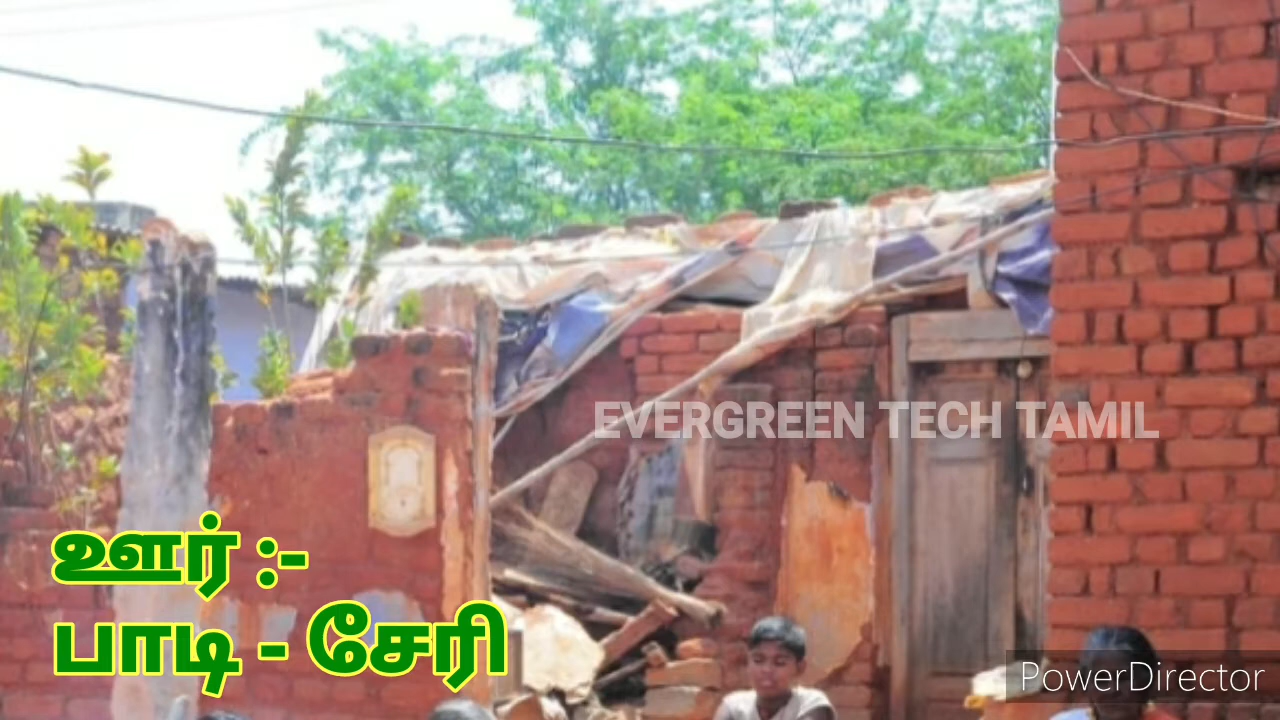 EVERGREEN TECH TAMIL
ஊர் :-
பாடி - சேரி
PowerDirector